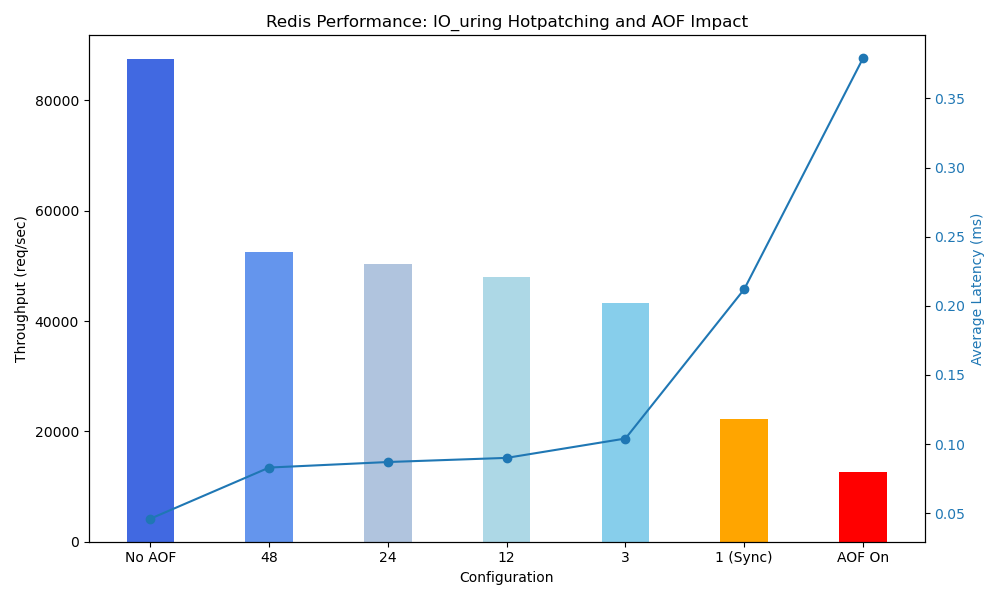 Redis Performance: IO_uring Hotpatching and AOF Impact
Throughput (req/sec)
80000
60000
40000
20000
0
No AOF
48
24
12
3
1 (Sync)
AOF On
Configuration
0.35
0.30
0.25
0.20
0.15
0.10
0.05
Average Latency (ms)